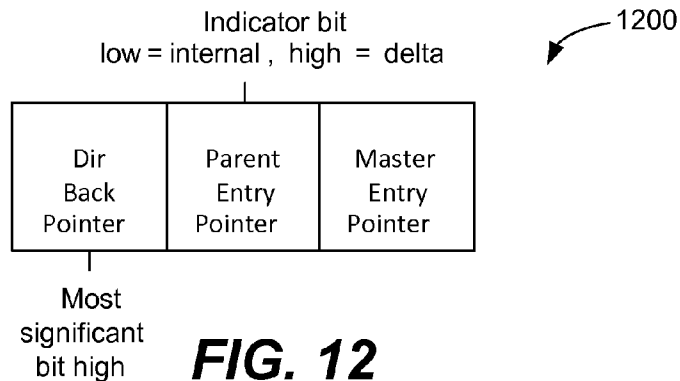 Indicator bit
low = internal , high = delta
1200
Dir
Back
Pointer
Parent
Entry
Pointer
Master
Entry
Pointer
Most
significant
bit high
FIG. 12